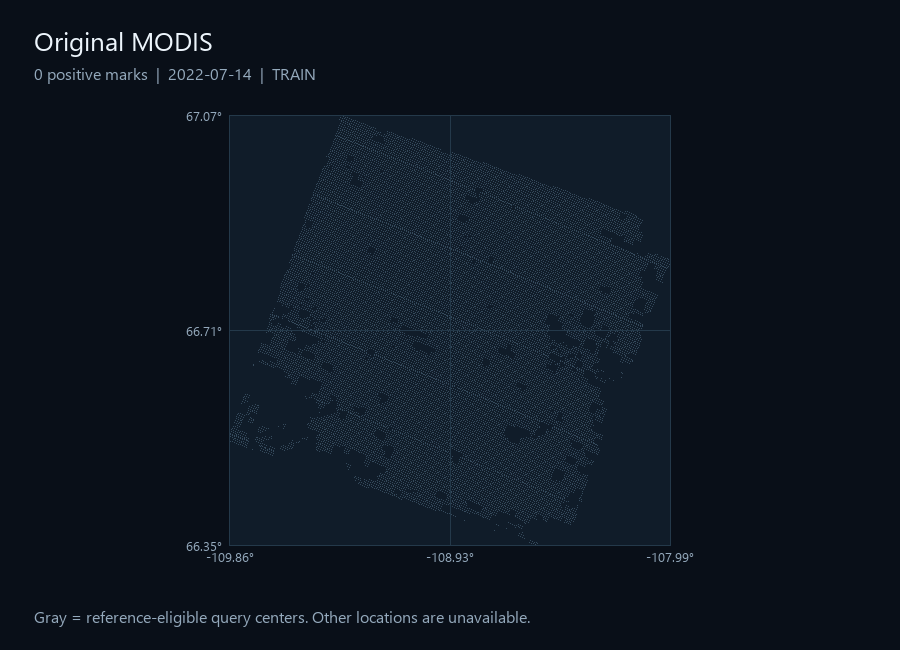 Original MODIS
0 positive marks | 2022-07-14 | TRAIN
67.07°
66.71°
66.35°
-109.86°
-108.93°
-107.99°
Gray = reference-eligible query centers. Other locations are unavailable.